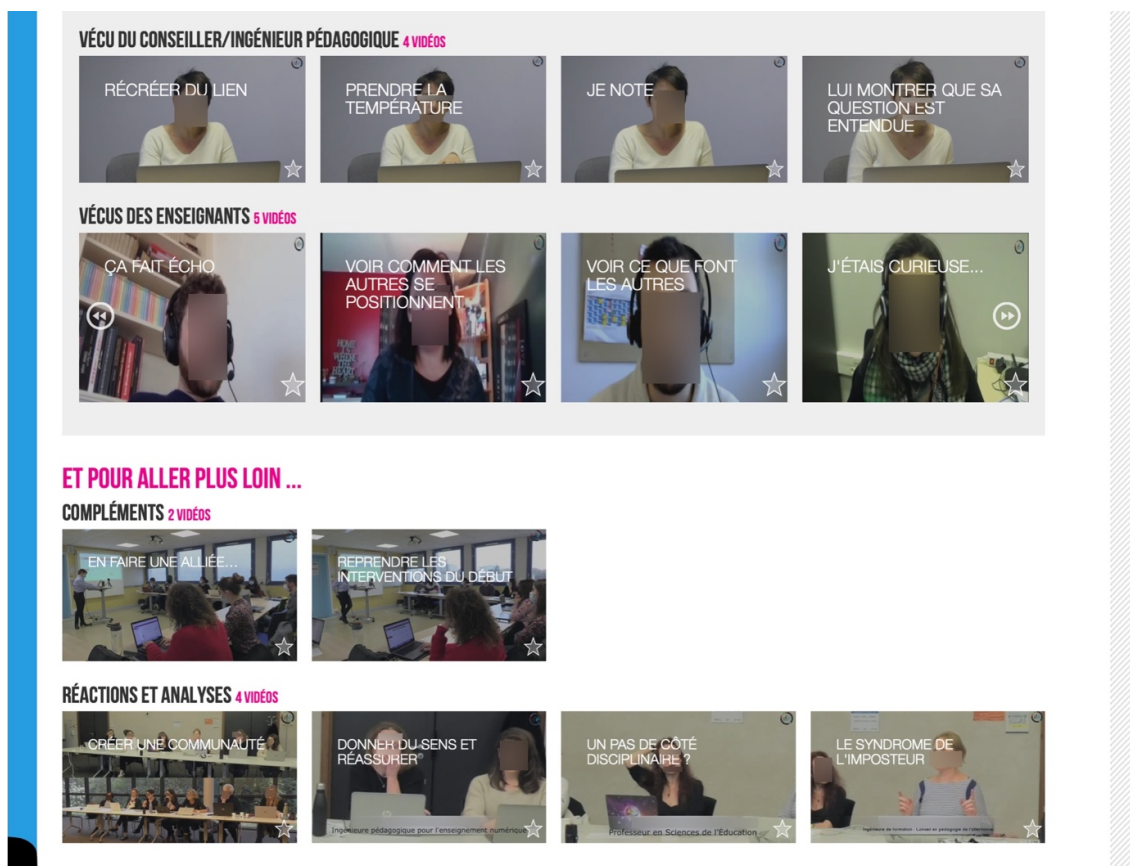 VÉCU DU CONSEILLER/INGÉNIEUR PÉDAGOGIQUE 4 VIDÉOS
RÉCRÉER DU LIEN
PRENDRE LA
TEMPÉRATURE
JE NOTE
LUI MONTRER QUE SA
QUESTION EST
ENTENDUE
VÉCUS DES ENSEIGNANTS 5 VIDÉOS
ÇA FAIT ÉCHO
VOIR COMMENT LES
AUTRES SE
POSITIONNENT
VOIR CE QUE FONT
LES AUTRES
J'ÉTAIS CURIEUSE...
HOME
HEART
ET POUR ALLER PLUS LOIN ...
COMPLÉMENTS 2 VIDÉOS
EN FAIRE UNE ALLIÉE...
REPRENDRE LES
INTERVENTIONS DU DÉBUT
RÉACTIONS ET ANALYSES 4 VIDÉOS
CRÉER UNE COMMUNAUTÉ
DONNER DU SENS ET
RÉASSURER
Ingénieure pédagogique pour l'enseignement numérique
UN PAS DE CÔTÉ
DISCIPLINAIRE ?
Professeur en Sciences de l'Éducation
LE SYNDROME DE
L'IMPOSTEUR